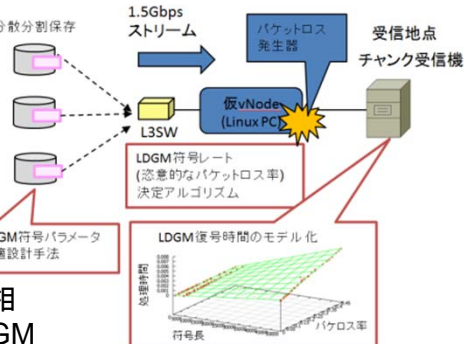 分散分割保存
1.5Gbps
ストリーム
パケットロス
発生器
受信地点
チャンク受信機
L3SW
仮vNode
(Linux PC)
LDGM符号レート
(恣意的なパケットロス率)
決定アルゴリズム
GM符号パラメータ
適設計手法
LDGM復号時間のモデル化
処理時間
符号長
パケロス率
相
GM